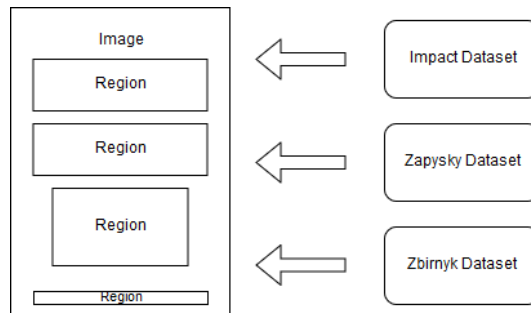 Image
Region
Region
Region
Region
Impact Dataset
Zapysky Dataset
Zbirnyk Dataset